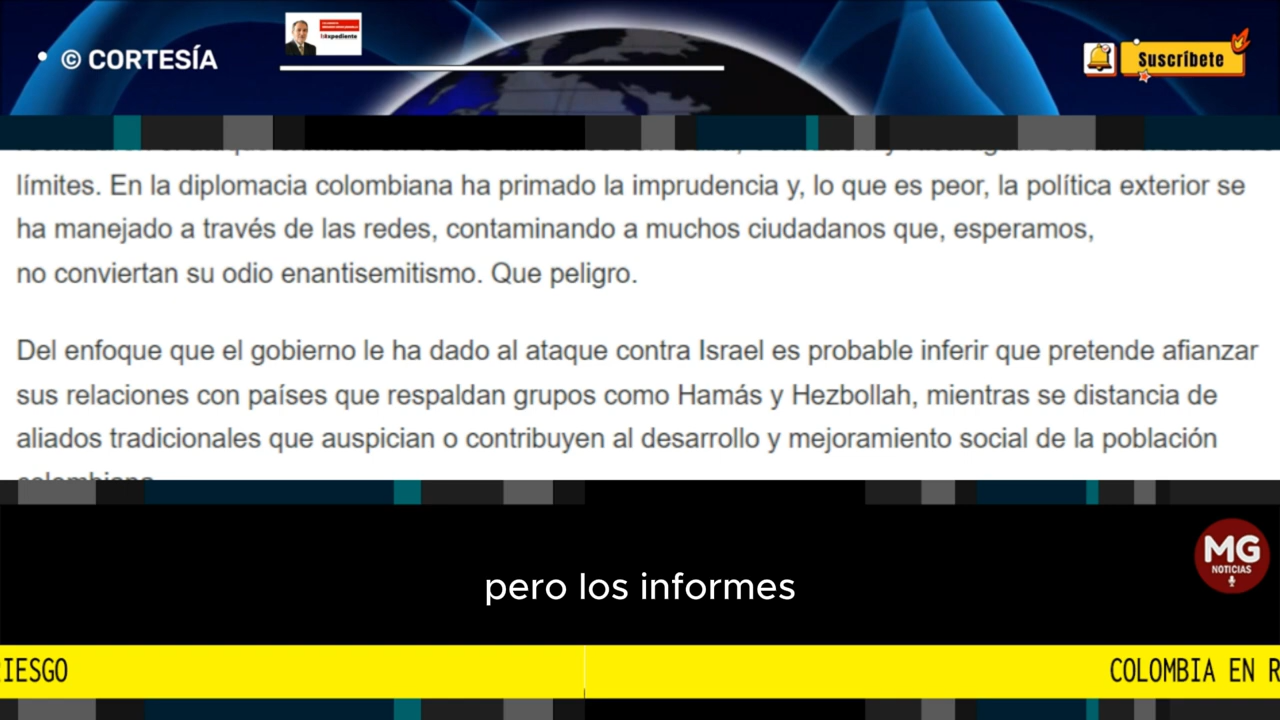 © CORTESÍA
Expediente
Suscríbete
límites. En la diplomacia colombiana ha primado la imprudencia y, lo que es peor, la política exterior se
ha manejado a través de las redes, contaminando a muchos ciudadanos que, esperamos,
no conviertan su odio enantisemitismo. Que peligro.
Del enfoque que el gobierno le ha dado al ataque contra Israel es probable inferir que pretende afianzar
sus relaciones con países que respaldan grupos como Hamás y Hezbollah, mientras se distancia de
aliados tradicionales que auspician o contribuyen al desarrollo y mejoramiento social de la población
MG
NOTICIAS
pero los informes
IESGO
COLOMBIA EN R